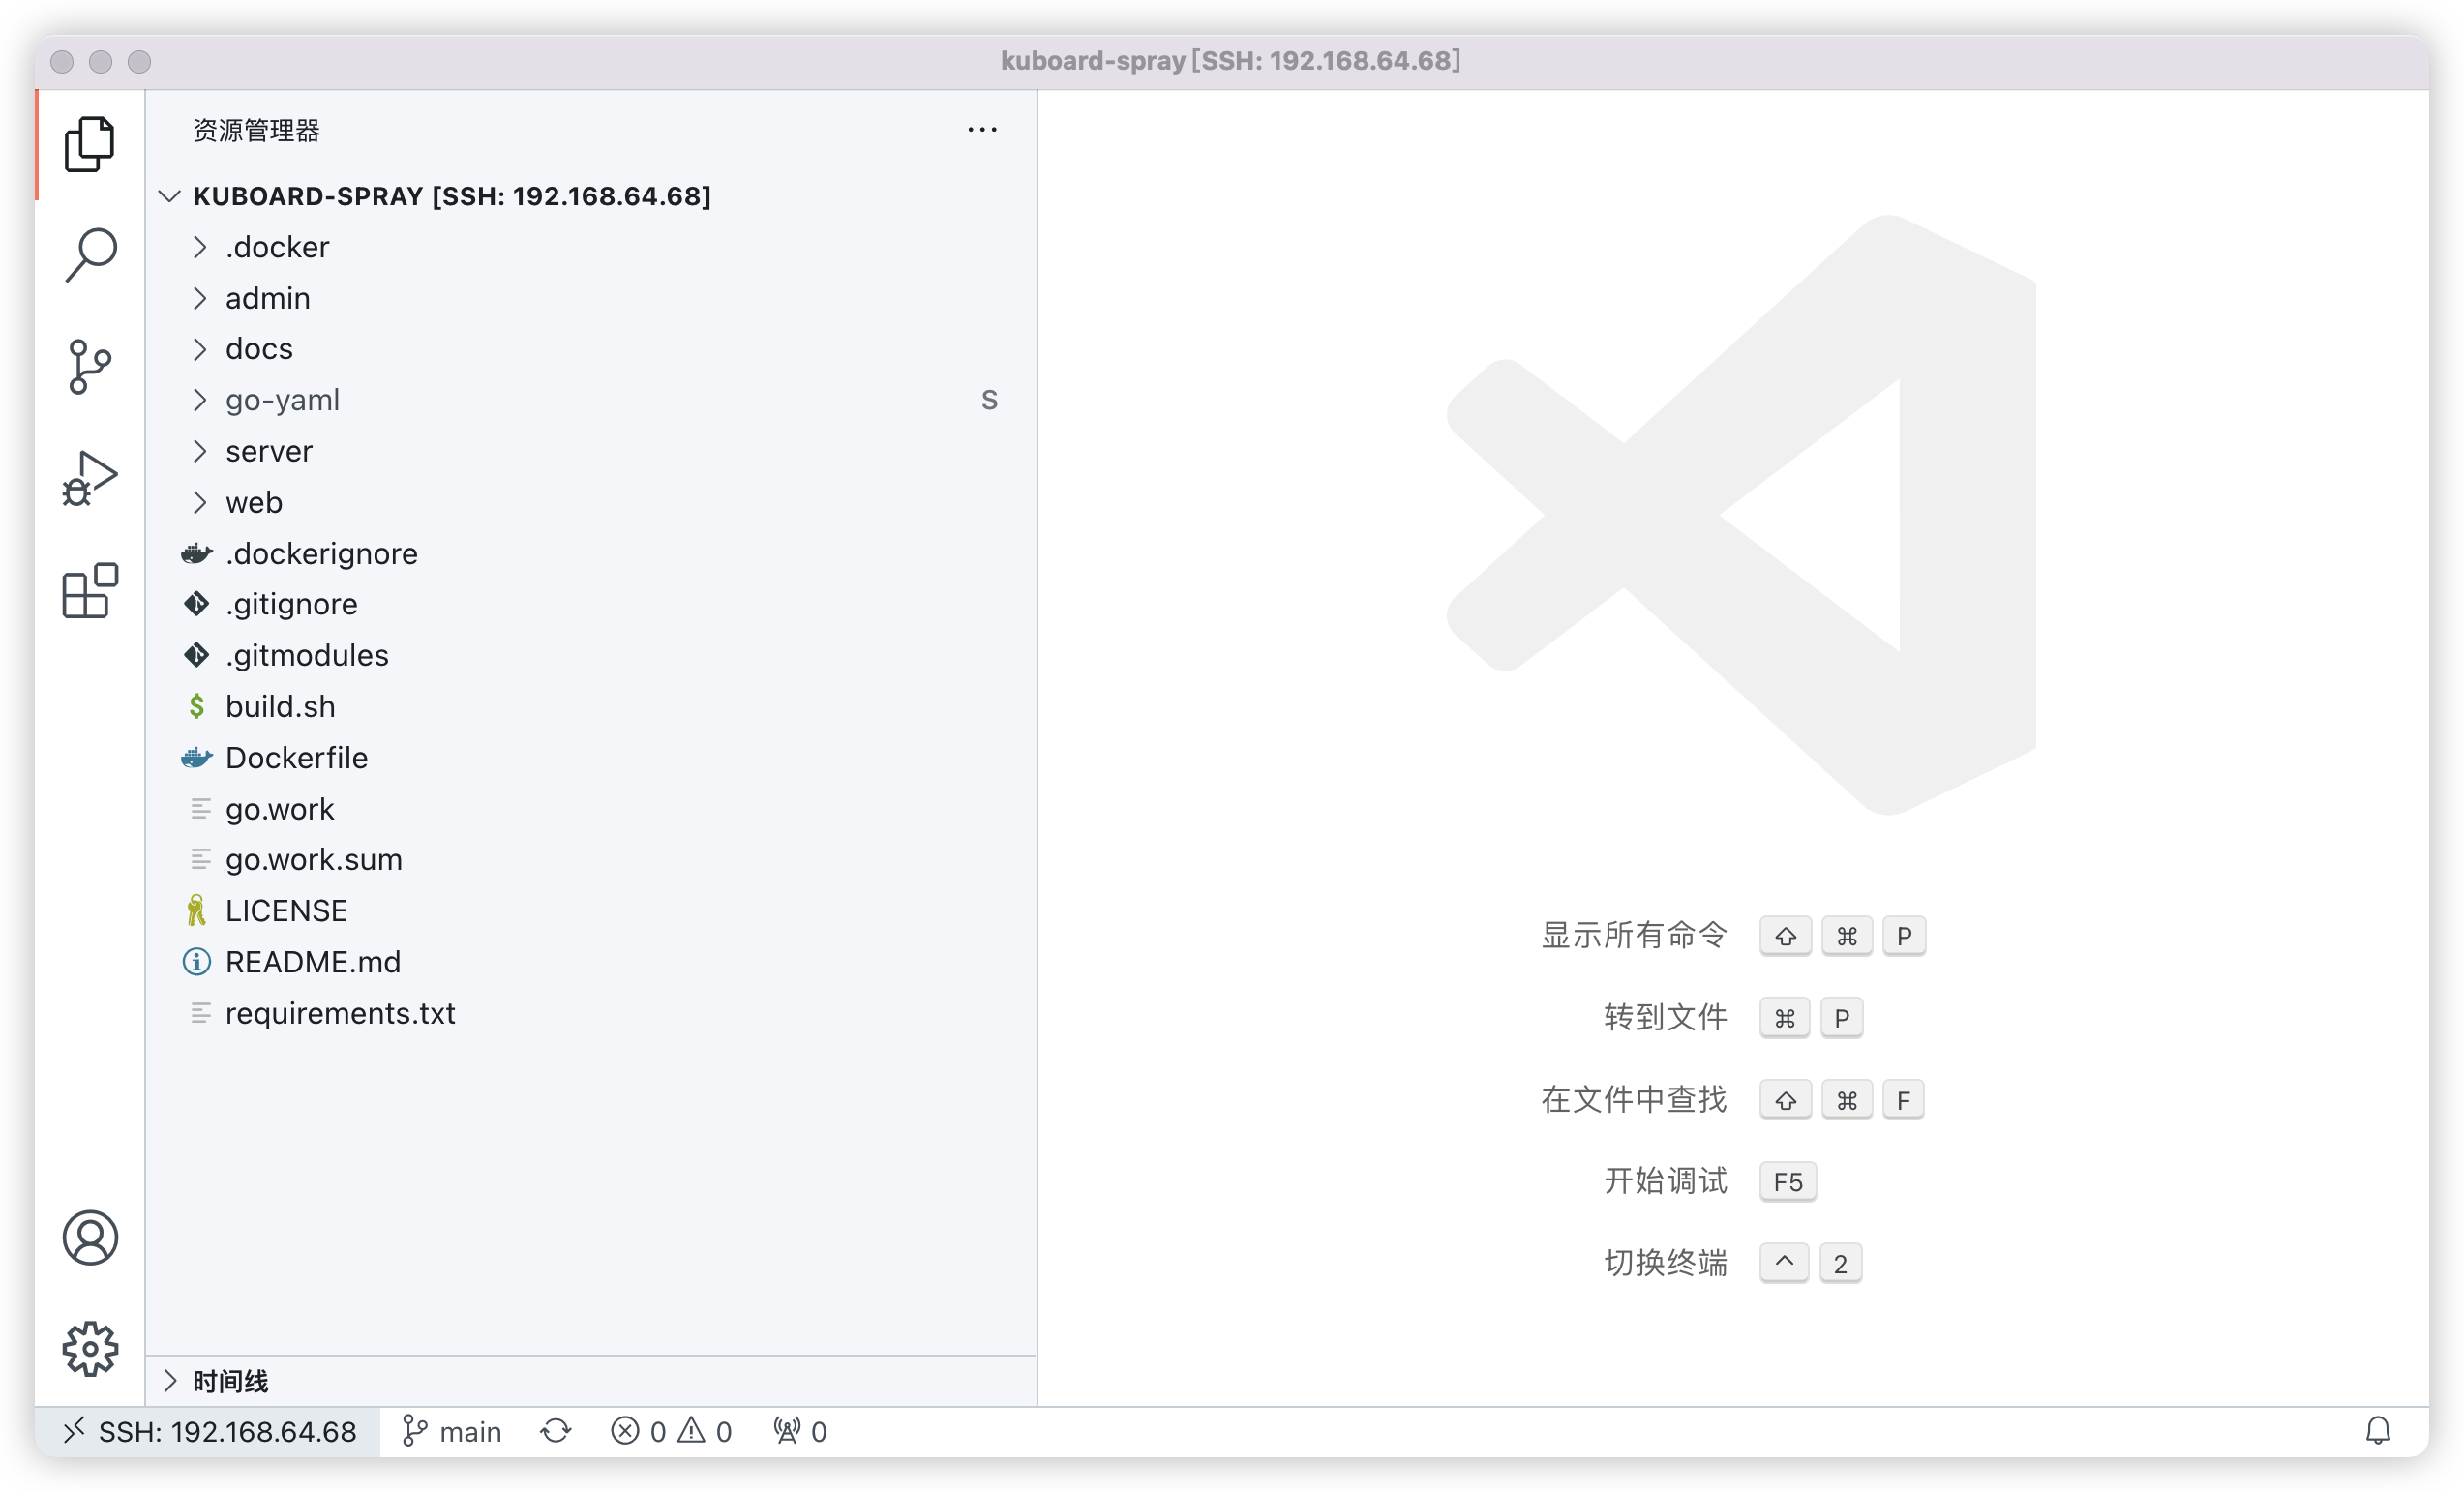 kuboard-spray [SSH: 192.168.64.68]
资源管理器
KUBOARD-SPRAY [SSH: 192.168.64.68]
.docker
admin
docs
go-yaml S
server
web
.dockerignore
.gitignore
.gitmodules
build.sh
Dockerfile
go.work
go.work.sum
LICENSE
README.md
requirements.txt
时间线
显示所有命令 ⇧ ⌘ P
转到文件 ⌘ P
在文件中查找 ⇧ ⌘ F
开始调试 F5
切换终端 ^ 2
SSH: 192.168.64.68 main 0 0 0